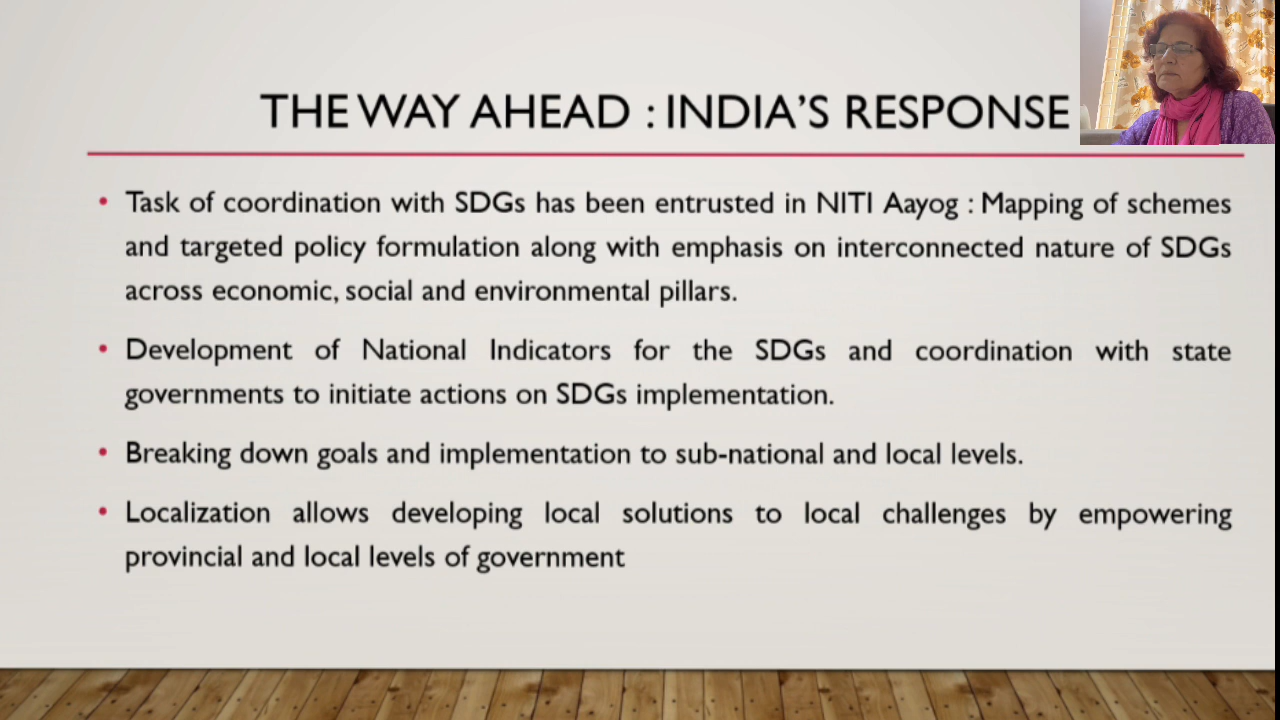 THE WAY AHEAD : INDIA'S RESPONSE
• Task of coordination with SDGs has been entrusted in NITI Aayog : Mapping of schemes
and targeted policy formulation along with emphasis on interconnected nature of SDGs
across economic, social and environmental pillars.
• Development of National Indicators for the SDGs and coordination with state
governments to initiate actions on SDGs implementation.
• Breaking down goals and implementation to sub-national and local levels.
• Localization allows developing local solutions to local challenges by empowering
provincial and local levels of government